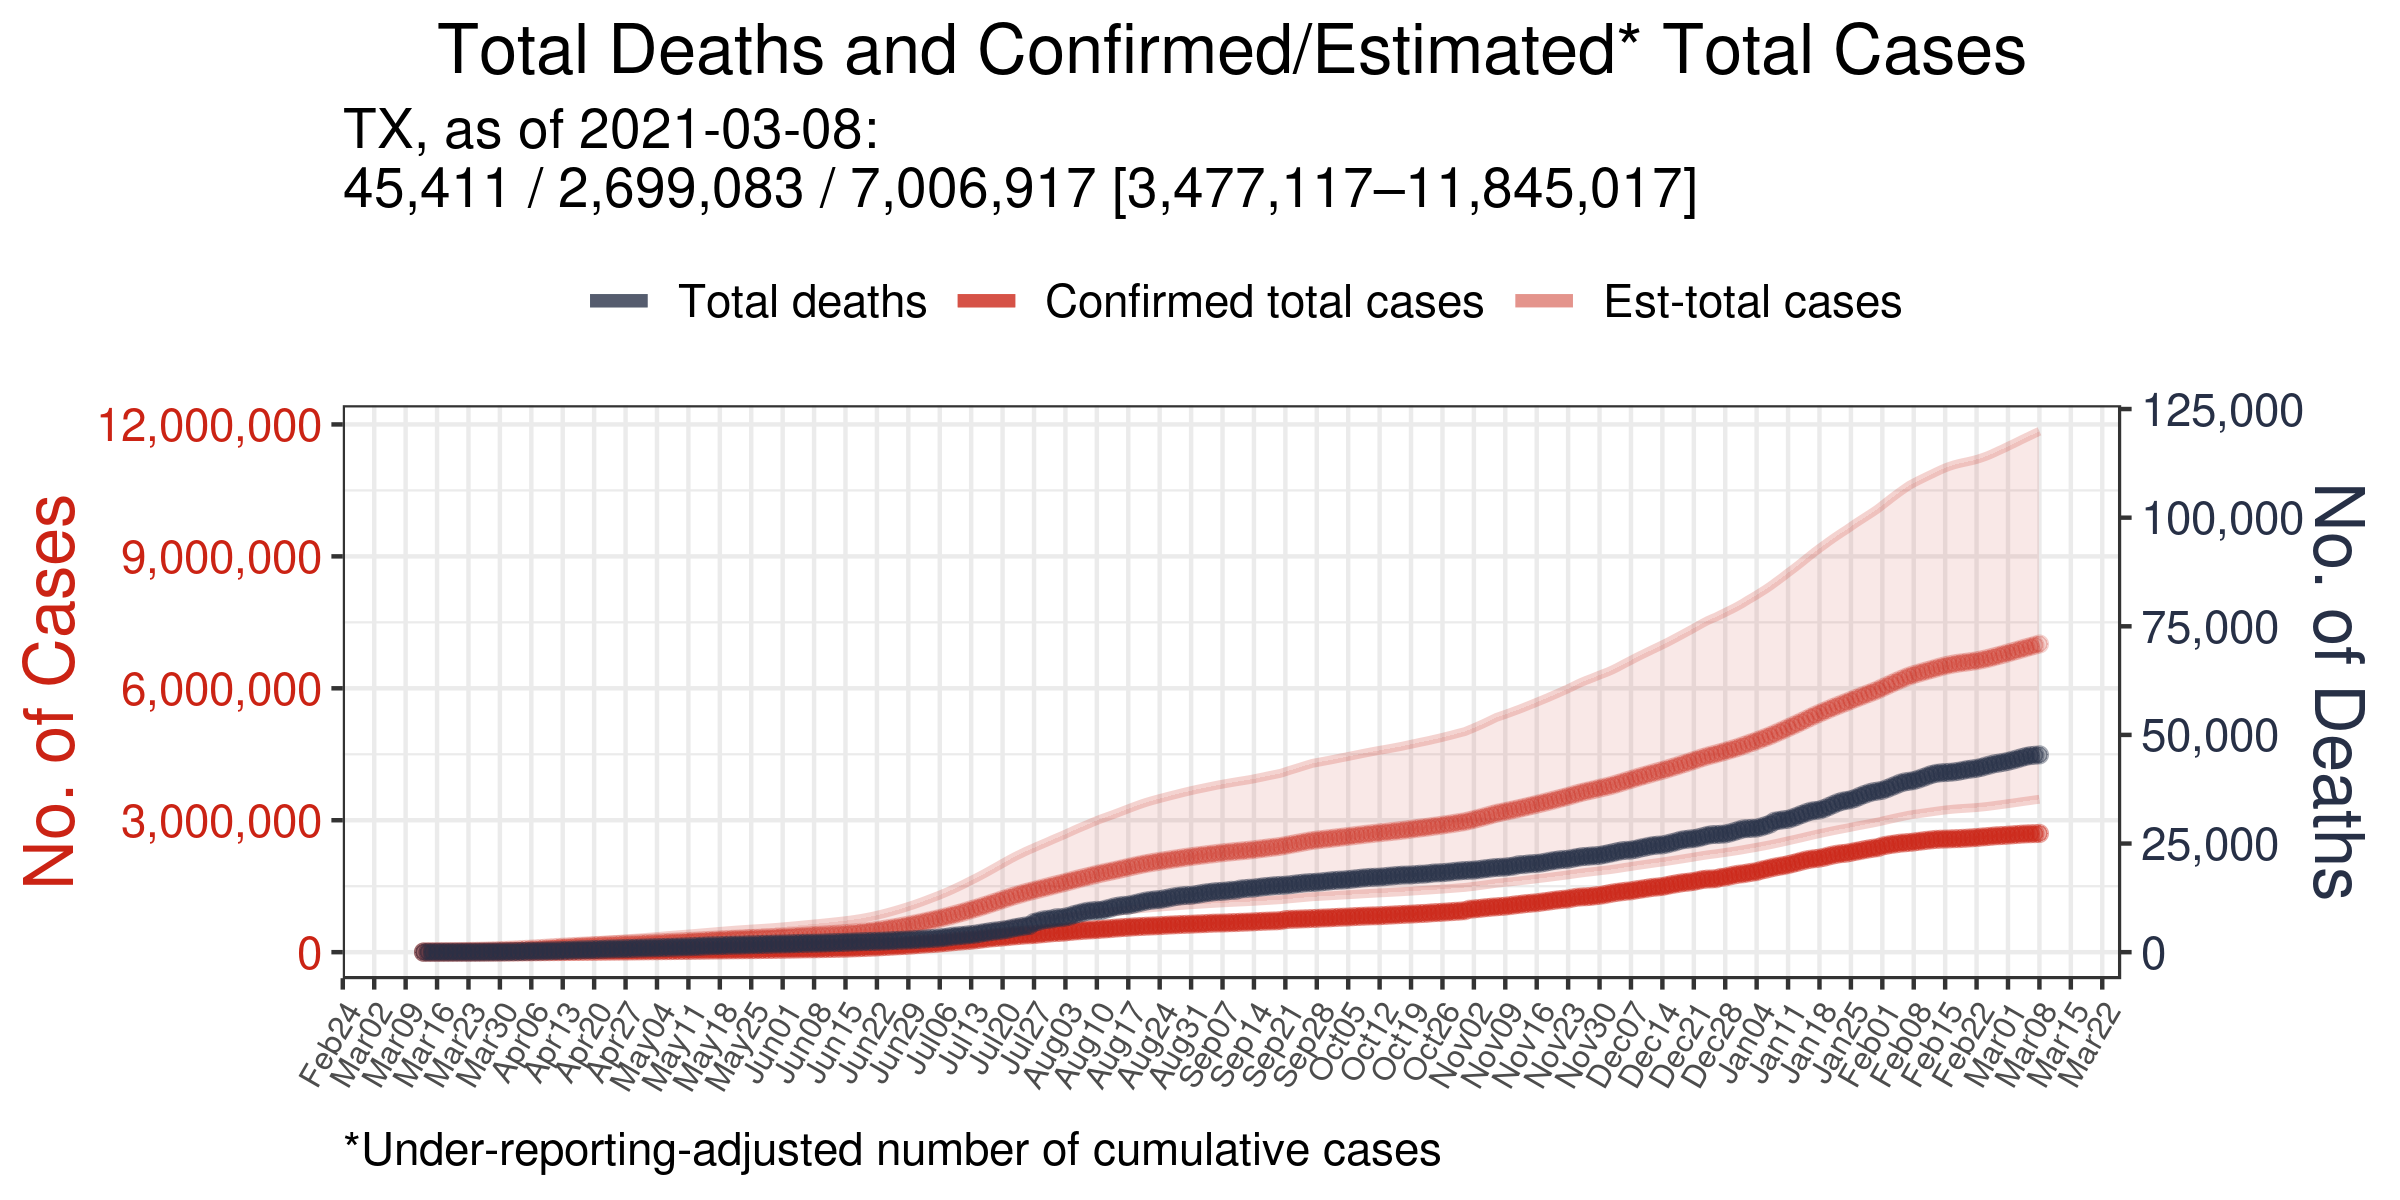 Total Deaths and Confirmed/Estimated* Total Cases
TX, as of 2021-03-08:
45,411 / 2,699,083 / 7,006,917 [3,477,117–11,845,017]
Total deaths
Confirmed total cases
Est-total cases
No. of Cases
12,000,000
9,000,000
6,000,000
3,000,000
0
125,000
100,000
75,000
50,000
25,000
0
No. of Deaths
Feb24
Mar02
Mar09
Mar16
Mar23
Mar30
Apr06
Apr13
Apr20
Apr27
May04
May11
May18
May25
Jun01
Jun08
Jun15
Jun22
Jun29
Jul06
Jul13
Jul20
Jul27
Aug03
Aug10
Aug17
Aug24
Aug31
Sep07
Sep14
Sep21
Sep28
Oct05
Oct12
Oct19
Oct26
Nov02
Nov09
Nov16
Nov23
Nov30
Dec07
Dec14
Dec21
Dec28
Jan04
Jan11
Jan18
Jan25
Feb01
Feb08
Feb15
Feb22
Mar01
Mar08
Mar15
Mar22
*Under-reporting-adjusted number of cumulative cases